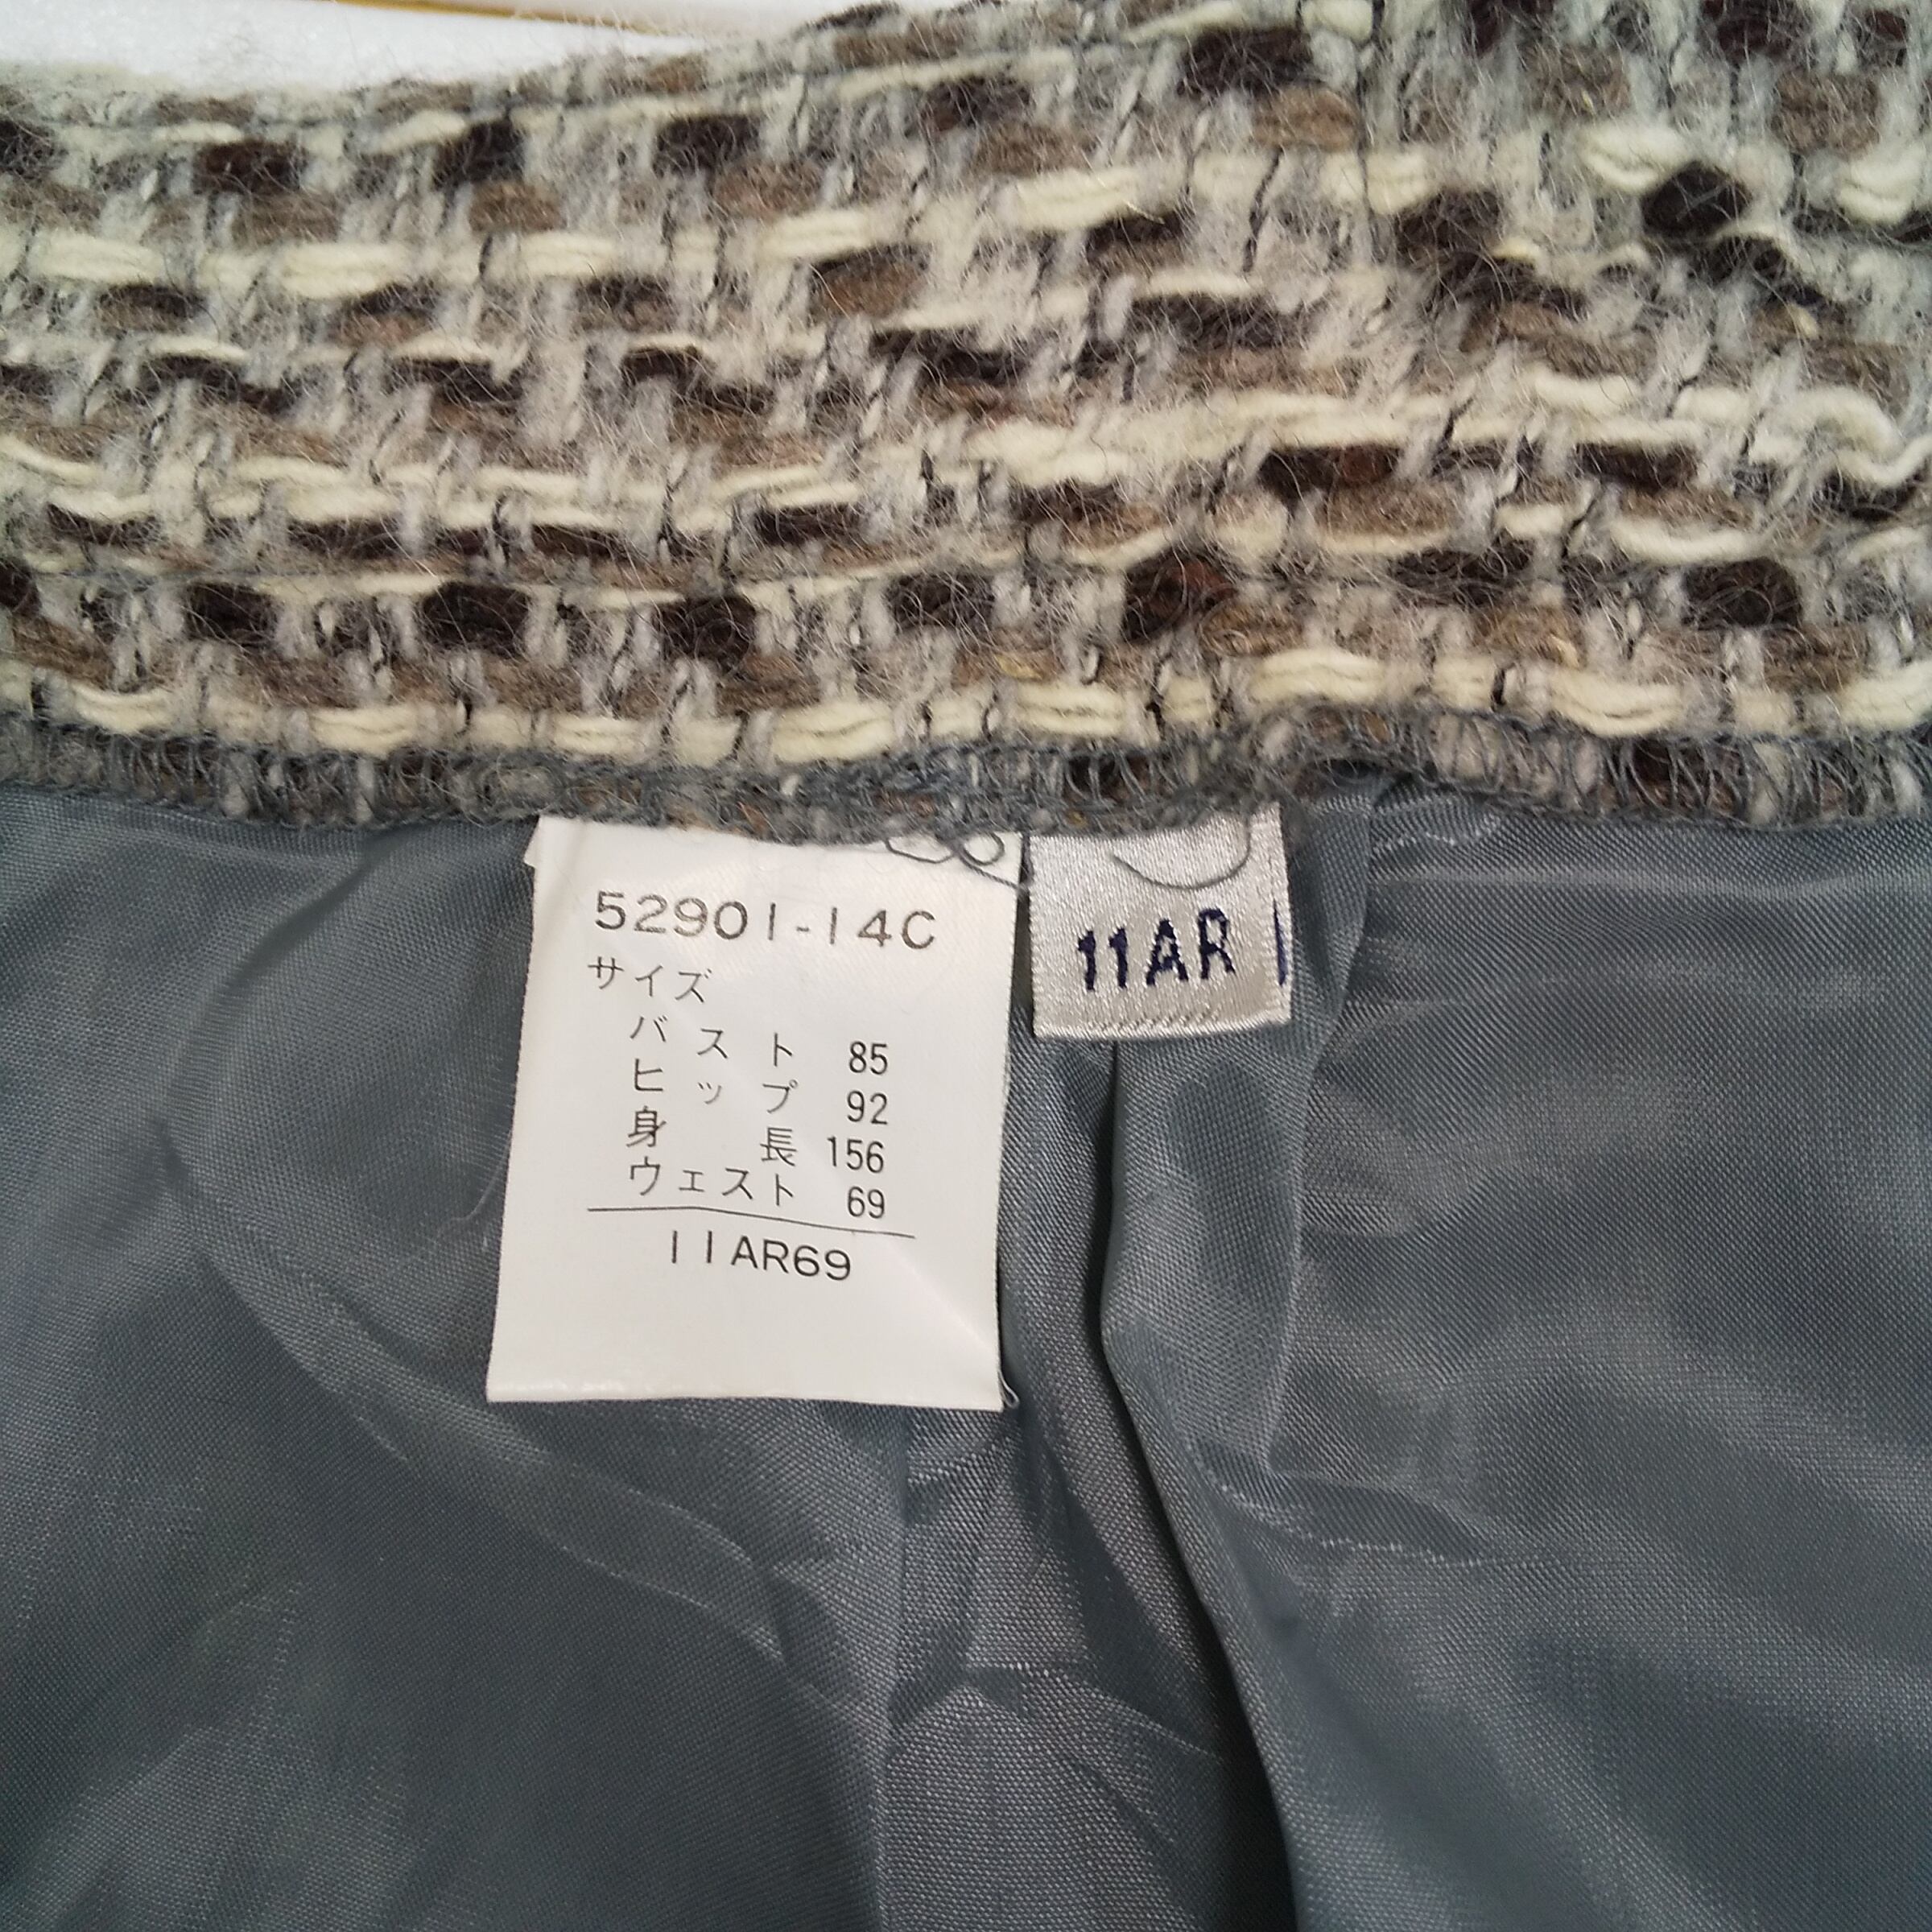 52901-14C
サイズ
バスト 85
ヒップ 92
身長 156
ウェスト 69
11AR69
11AR